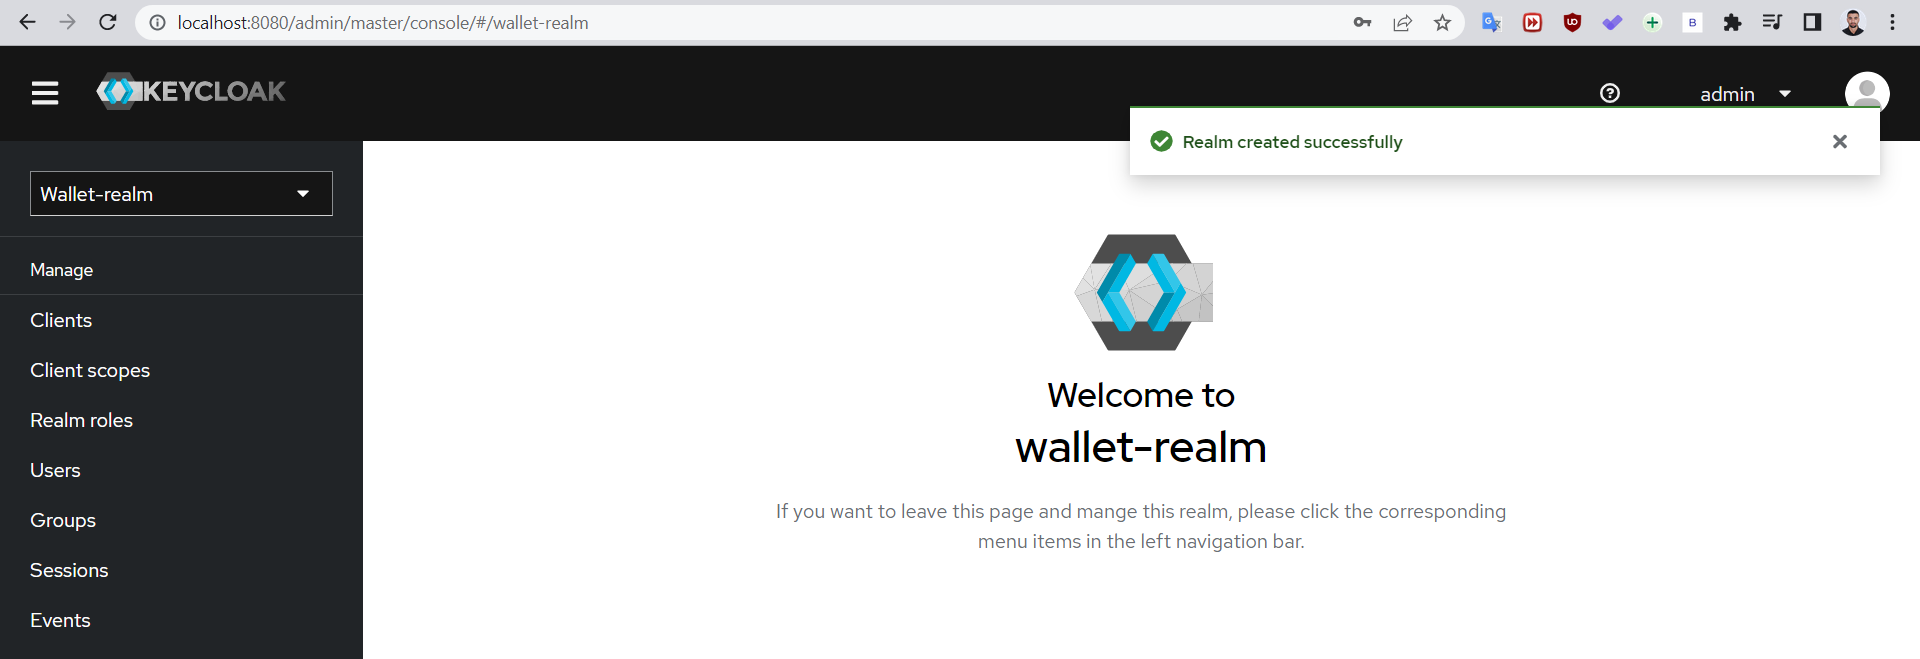 localhost:8080/admin/master/console/#/wallet-realm
B
KEYCLOAK
admin
Realm created successfully
Wallet-realm
Manage
Clients
Client scopes
Realm roles
Users
Groups
Sessions
Events
Welcome to
wallet-realm
If you want to leave this page and mange this realm, please click the corresponding
menu items in the left navigation bar.